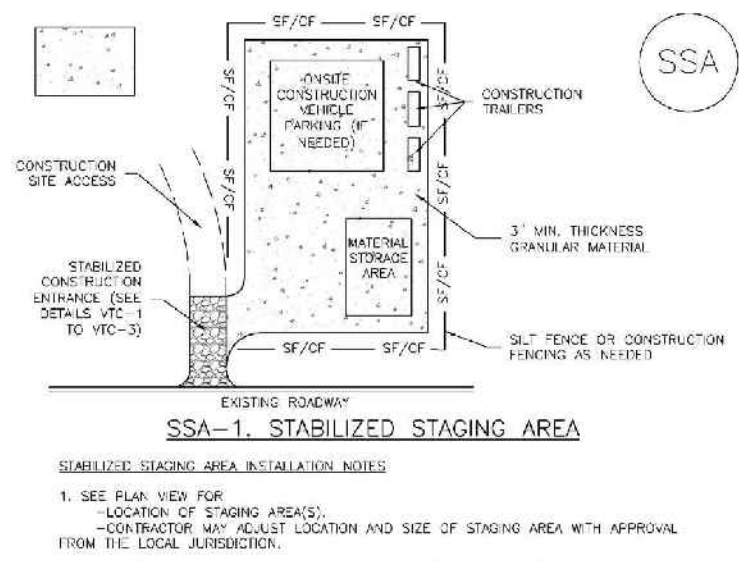 SF/CF SF/CF
SSA
SF/CF
ONSITE
CONSTRUCTION
VEHICLE
PARKING (IF
NEEDED)
CONSTRUCTION
TRAILERS
CONSTRUCTION
SITE ACCESS
SF/CF
SF/CF
3" MIN. THICKNESS
GRANULAR MATERIAL
MATERIAL
STORAGE
AREA
STABILIZED
CONSTRUCTION
ENTRANCE (SEE
DETAILS VTC-1
TO VTC-3)
SF/CF
SF/CF SF/CF
SILT FENCE OR CONSTRUCTION
FENCING AS NEEDED
EXISTING ROADWAY
SSA-1. STABILIZED STAGING AREA
STABILIZED STAGING AREA INSTALLATION NOTES
1. SEE PLAN VIEW FOR
-LOCATION OF STAGING AREA(S).
-CONTRACTOR MAY ADJUST LOCATION AND SIZE OF STAGING AREA WITH APPROVAL
FROM THE LOCAL JURISDICTION.